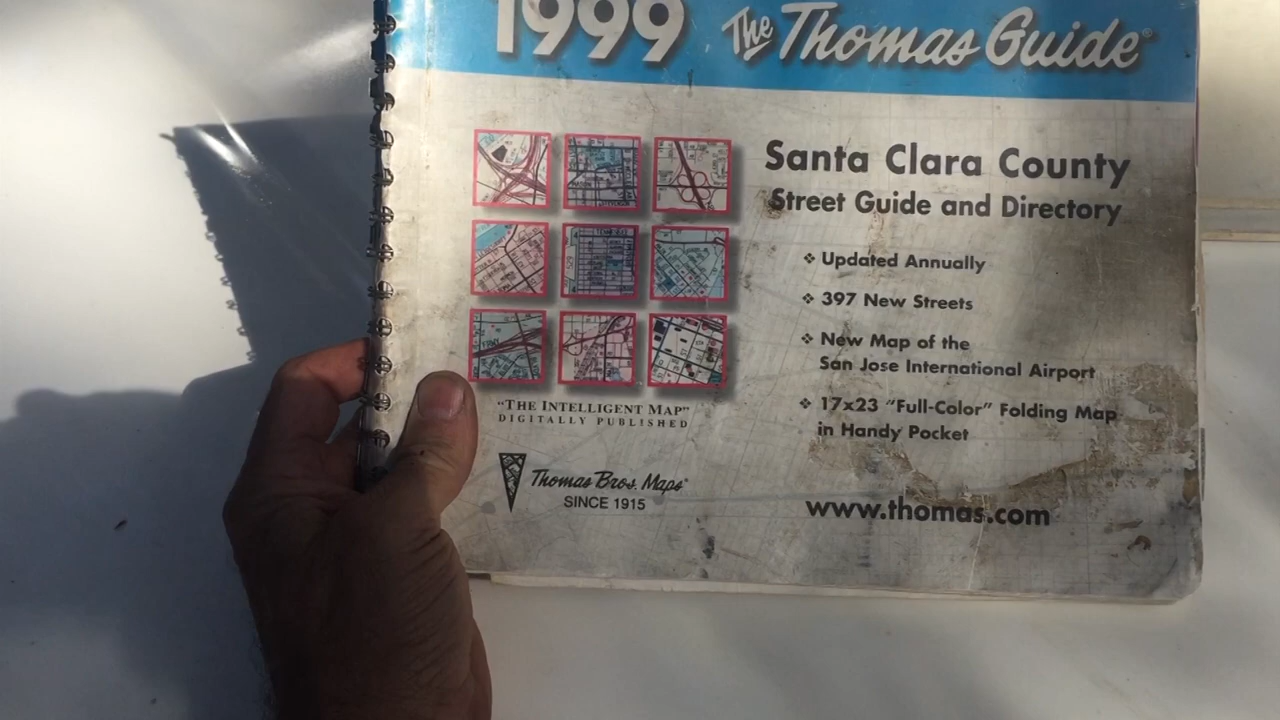 1999 The Thomas Guide®
Santa Clara County
Street Guide and Directory
❖ Updated Annually
❖ 397 New Streets
❖ New Map of the
San Jose International Airport
❖ 17x23 "Full-Color" Folding Map
in Handy Pocket
www.thomas.com
"THE INTELLIGENT MAP"
DIGITALLY PUBLISHED
Thomas Bros. Maps®
SINCE 1915